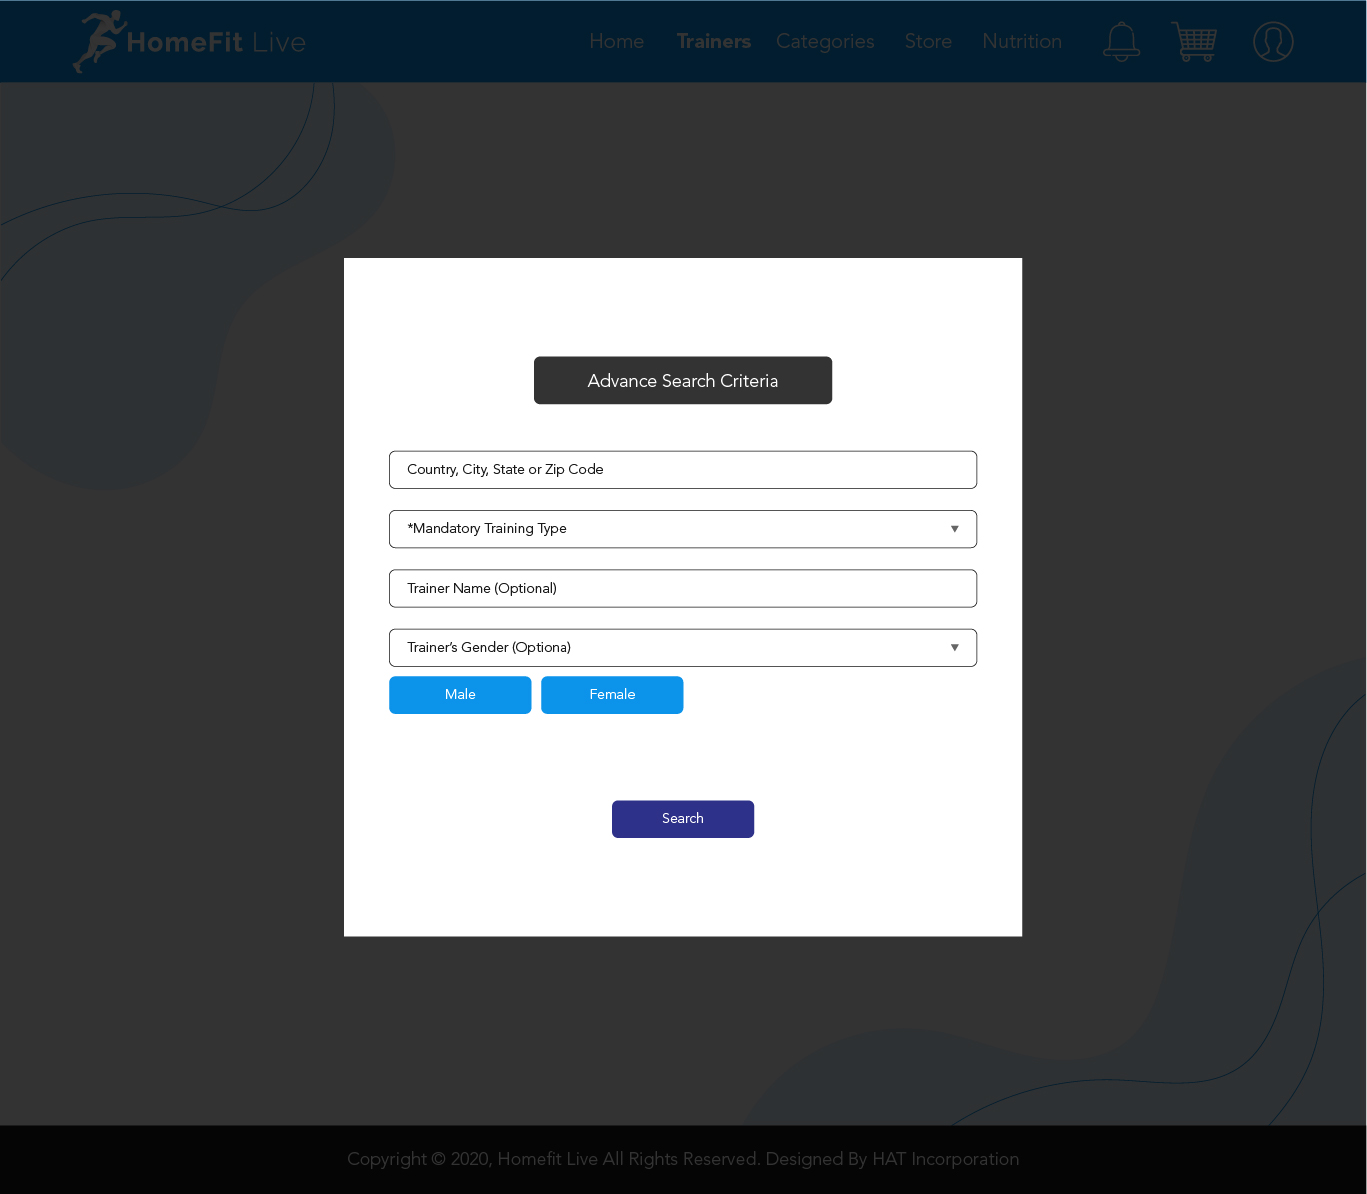 HomeFit Live
Home Trainers Categories Store Nutrition
Advance Search Criteria
Country, City, State or Zip Code
*Mandatory Training Type
Trainer Name (Optional)
Trainer's Gender (Optiona)
Male Female
Search
Copyright © 2020, Homefit Live All Rights Reserved. Designed By HAT Incorporation